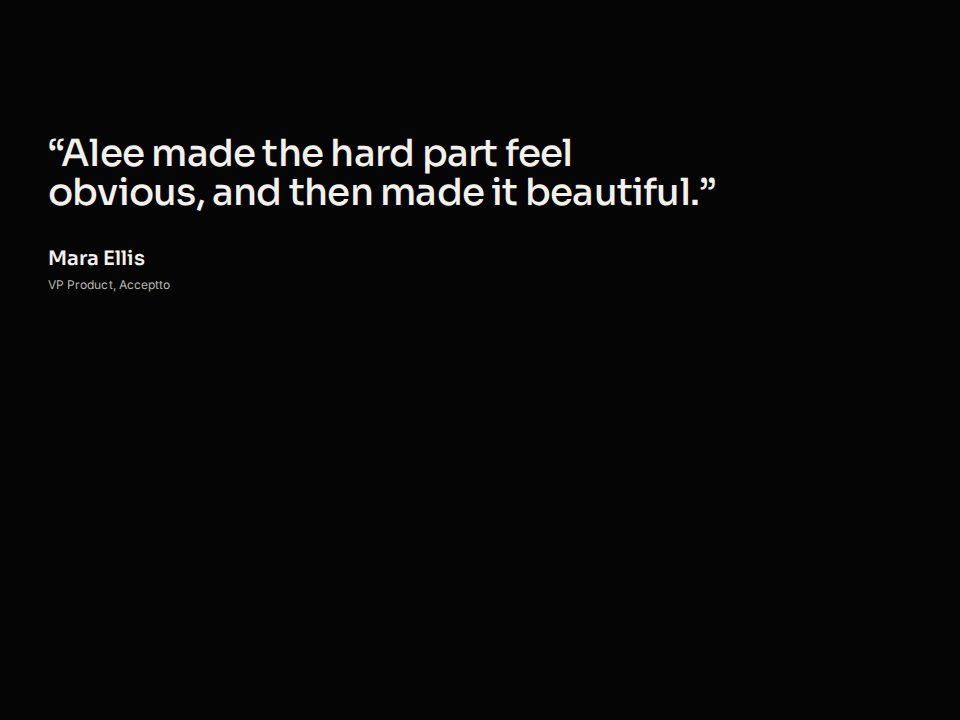 “Alee made the hard part feel
obvious, and then made it beautiful.”
Mara Ellis
VP Product, Acceptto